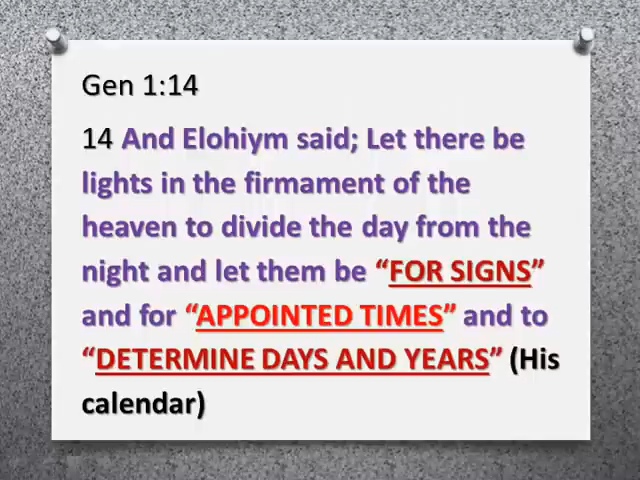 Gen 1:14
14 And Elohiym said; Let there be
lights in the firmament of the
heaven to divide the day from the
night and let them be “FOR SIGNS”
and for “APPOINTED TIMES” and to
“DETERMINE DAYS AND YEARS” (His
calendar)